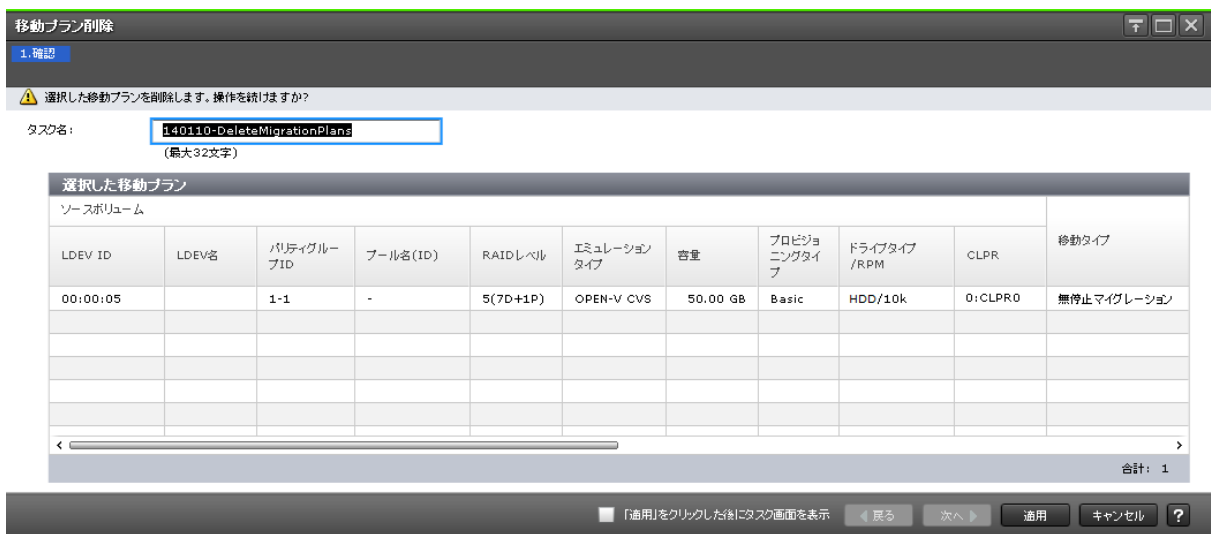 移動プラン削除
1.確認
選択した移動プランを削除します。操作を続けますか?
タスク名: 140110-DeleteMigrationPlans
(最大32文字)
選択した移動プラン
ソースボリューム 移動タイプ
LDEV ID LDEV名 パリティグループID プール名(ID) RAIDレベル エミュレーションタイプ 容量 プロビジョニングタイプ ドライブタイプ/RPM CLPR
00:00:05 1-1 - 5(7D+1P) OPEN-V CVS 50.00 GB Basic HDD/10k 0:CLPR0 無停止マイグレーション
合計: 1
「適用」をクリックした後にタスク画面を表示 戻る 次へ 適用 キャンセル ?